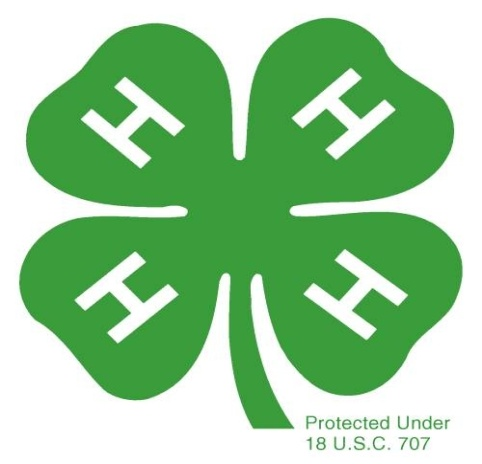 H H
H H
Protected Under
18 U.S.C. 707